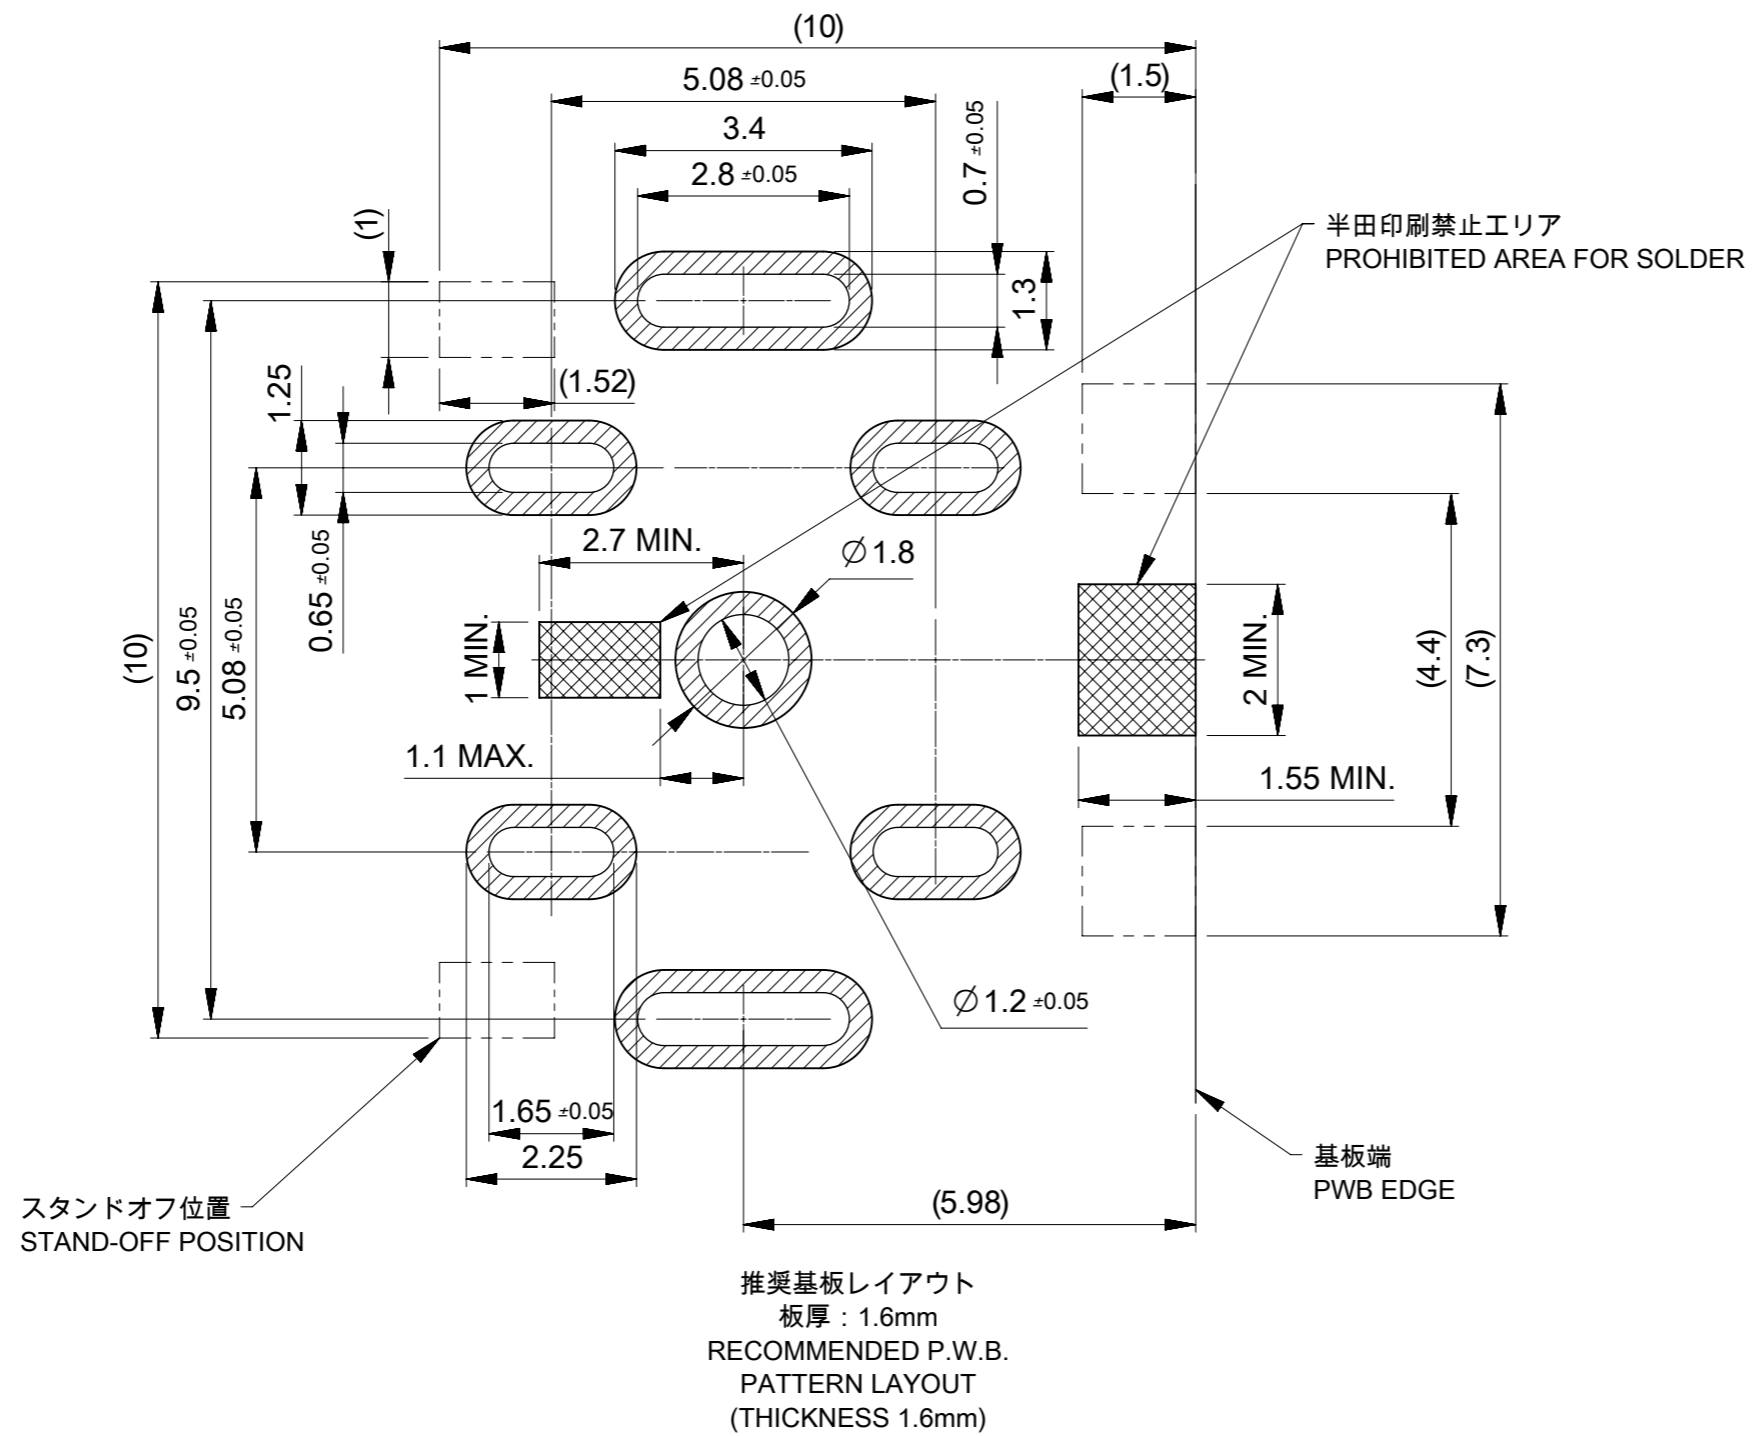 (10)
5.08 ±0.05
(1.5)
3.4
2.8 ±0.05
0.7 ±0.05
(1)
1.3
半田印刷禁止エリア
PROHIBITED AREA FOR SOLDER
1.25
(1.52)
0.65 ±0.05
2.7 MIN.
∅1.8
(10)
9.5 ±0.05
5.08 ±0.05
1 MIN.
2 MIN.
(4.4)
(7.3)
1.1 MAX.
1.55 MIN.
∅1.2 ±0.05
1.65 ±0.05
2.25
スタンドオフ位置
STAND-OFF POSITION
(5.98)
基板端
PWB EDGE
推奨基板レイアウト
板厚：1.6mm
RECOMMENDED P.W.B.
PATTERN LAYOUT
(THICKNESS 1.6mm)